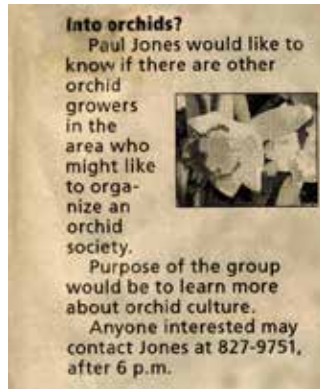 Into orchids?
Paul Jones would like to
know if there are other
orchid
growers
in the
area who
might like
to orga-
nize an
orchid
society.
Purpose of the group
would be to learn more
about orchid culture.
Anyone interested may
contact Jones at 827-9751,
after 6 p.m.